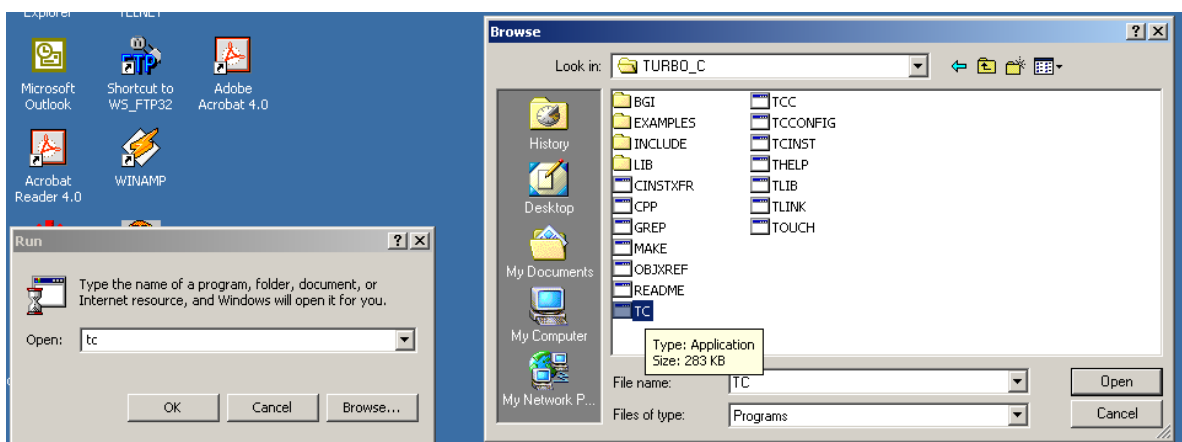 Explorer TELNET
Microsoft Outlook
Shortcut to WS_FTP32
Adobe Acrobat 4.0
Acrobat Reader 4.0
WINAMP
Run
Type the name of a program, folder, document, or
Internet resource, and Windows will open it for you.
Open: tc
OK Cancel Browse...
Browse
Look in: TURBO_C
History
Desktop
My Documents
My Computer
My Network P...
BGI
EXAMPLES
INCLUDE
LIB
CINSTXFR
CPP
GREP
MAKE
OBJXREF
README
TC
TCC
TCCONFIG
TCINST
THELP
TLIB
TLINK
TOUCH
Type: Application
Size: 283 KB
File name: TC
Open
Files of type: Programs
Cancel